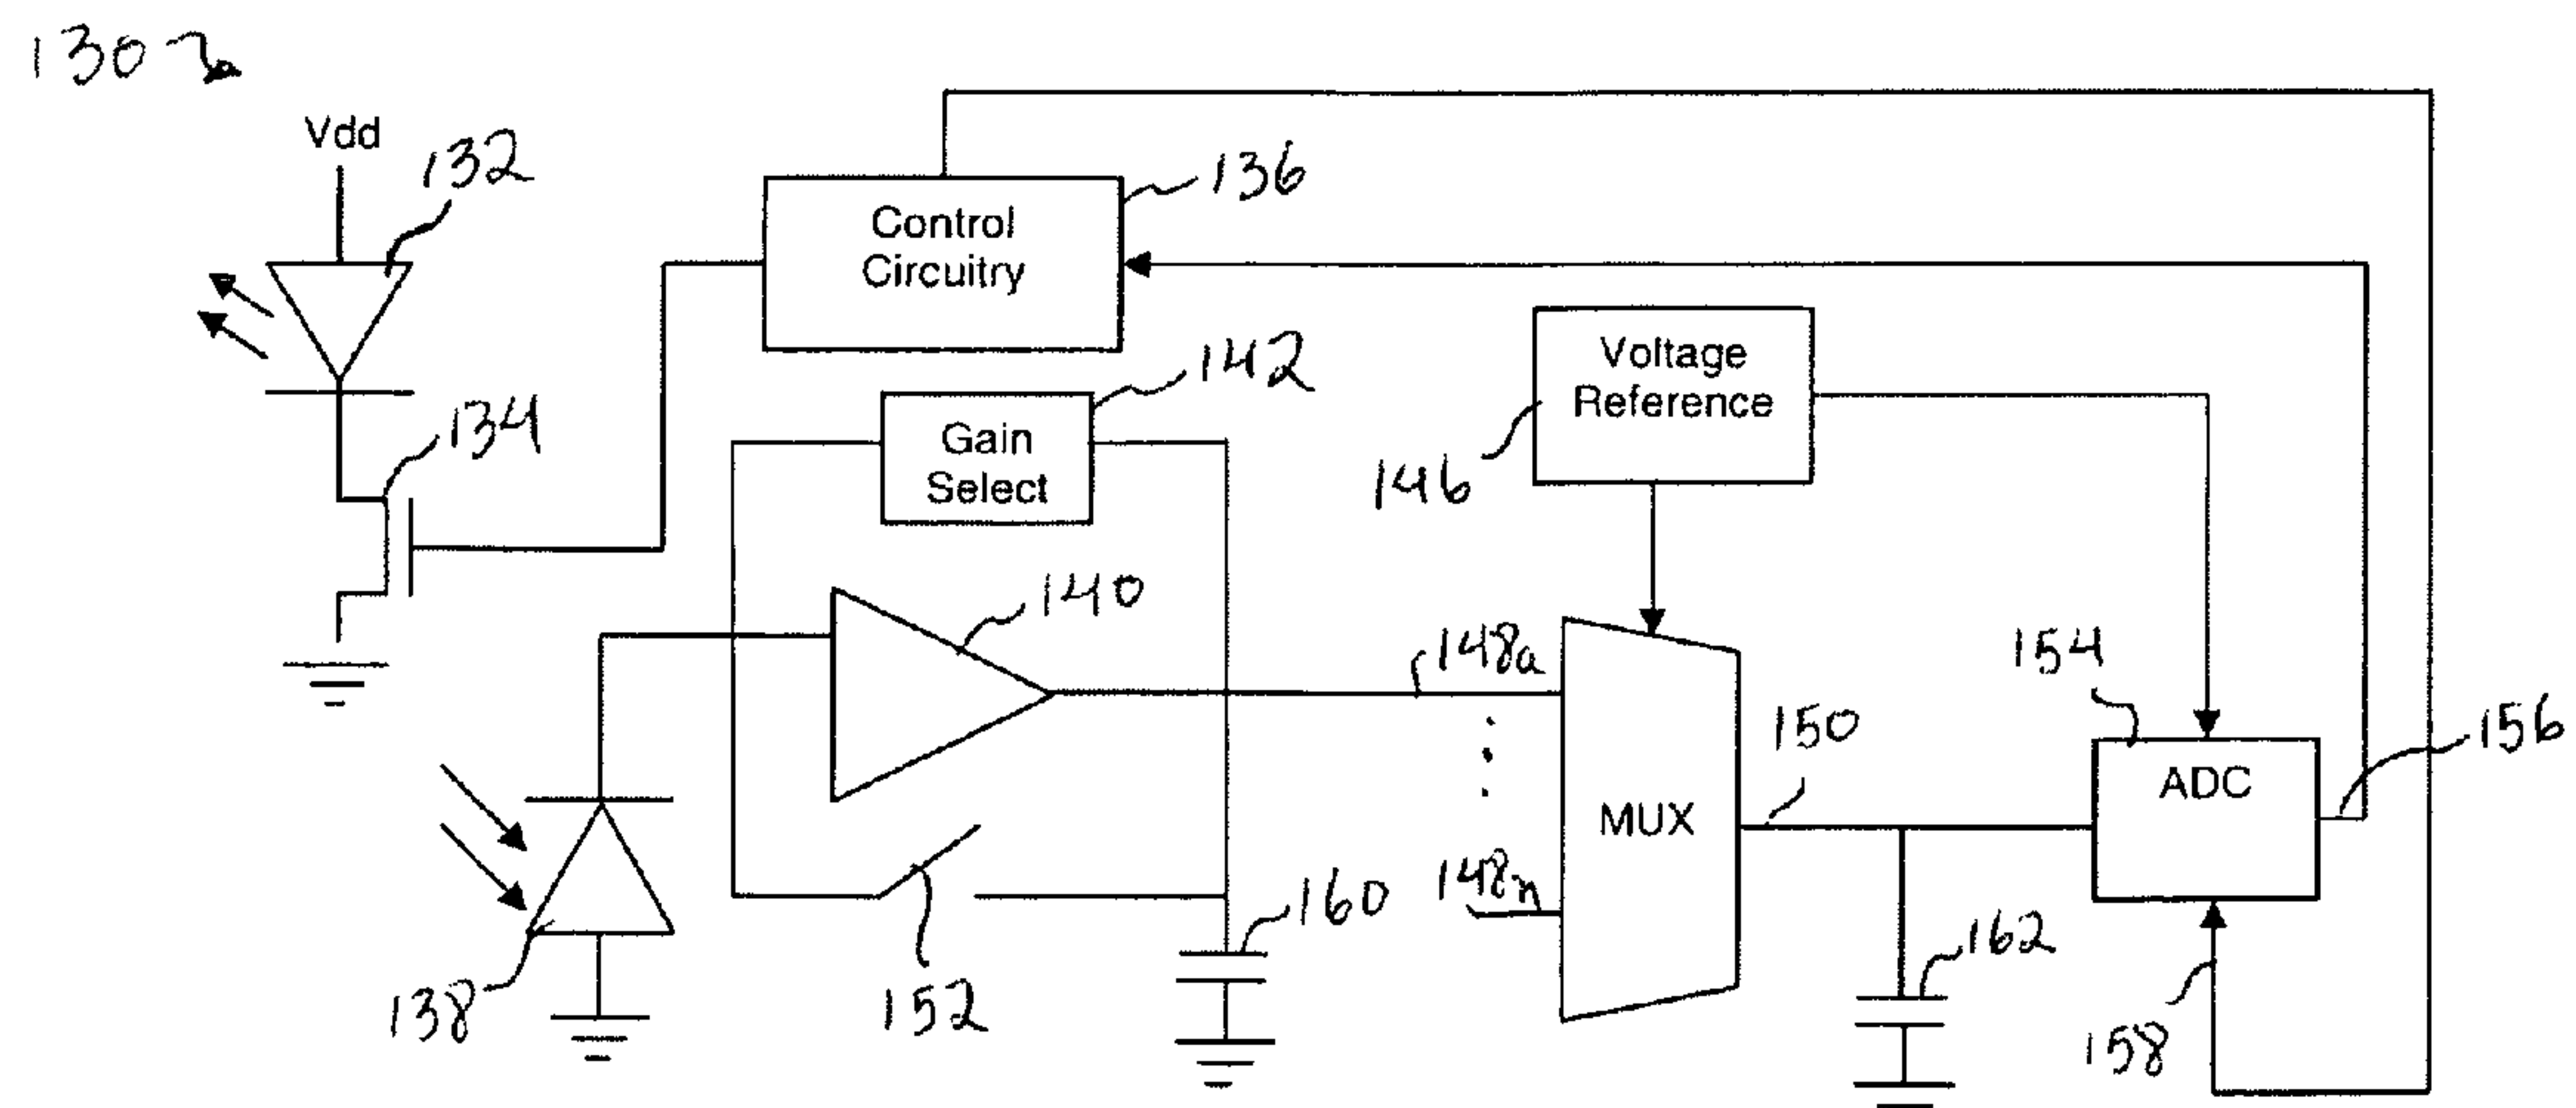 130
Vdd
132
136
Control
Circuitry
142
134
Gain
Select
Voltage
Reference
146
140
148a
154
150
156
ADC
MUX
148n
160
162
138
152
158